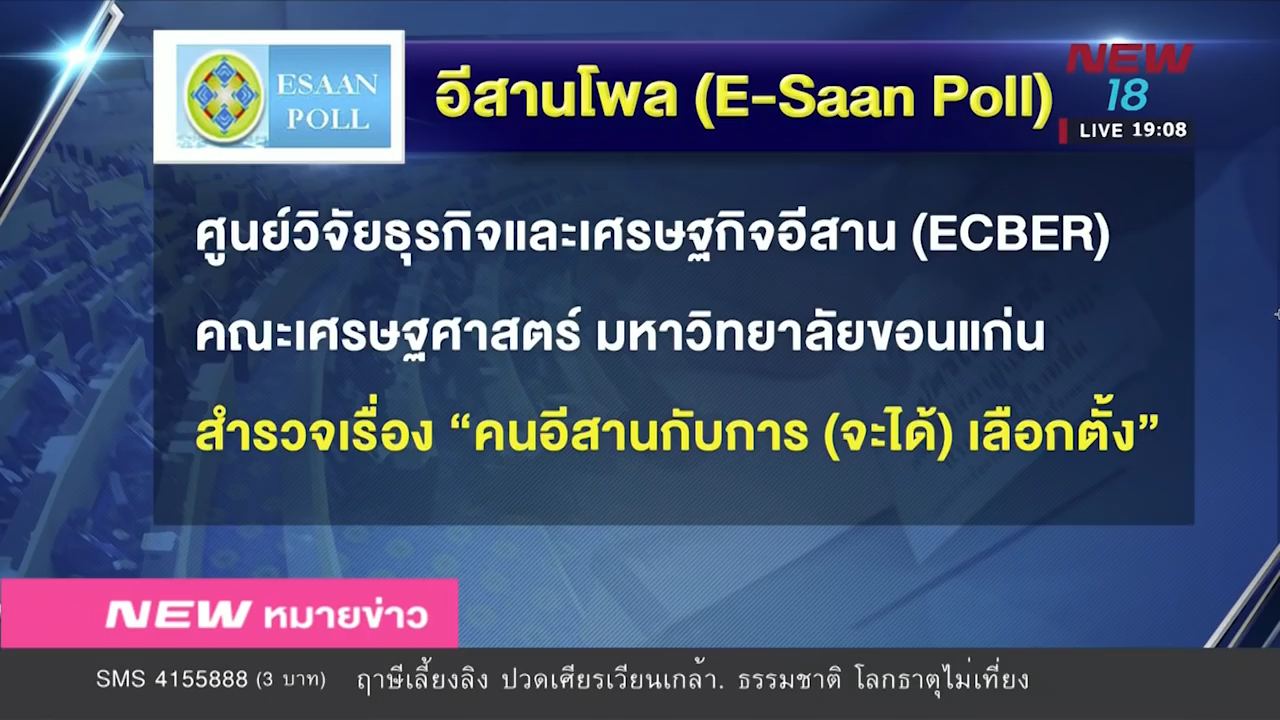 ESAAN
POLL
อีสานโพล (E-Saan Poll)
NEW
18
LIVE 19:08
ศูนย์วิจัยธุรกิจและเศรษฐกิจอีสาน (ECBER)
คณะเศรษฐศาสตร์ มหาวิทยาลัยขอนแก่น
สำรวจเรื่อง “คนอีสานกับการ (จะได้) เลือกตั้ง”
NEW หมายข่าว
SMS 4155888 (3 บาท) ฤาษีเลี้ยงลิง ปวดเศียรเวียนเกล้า. ธรรมชาติ โลกธาตุไม่เที่ยง